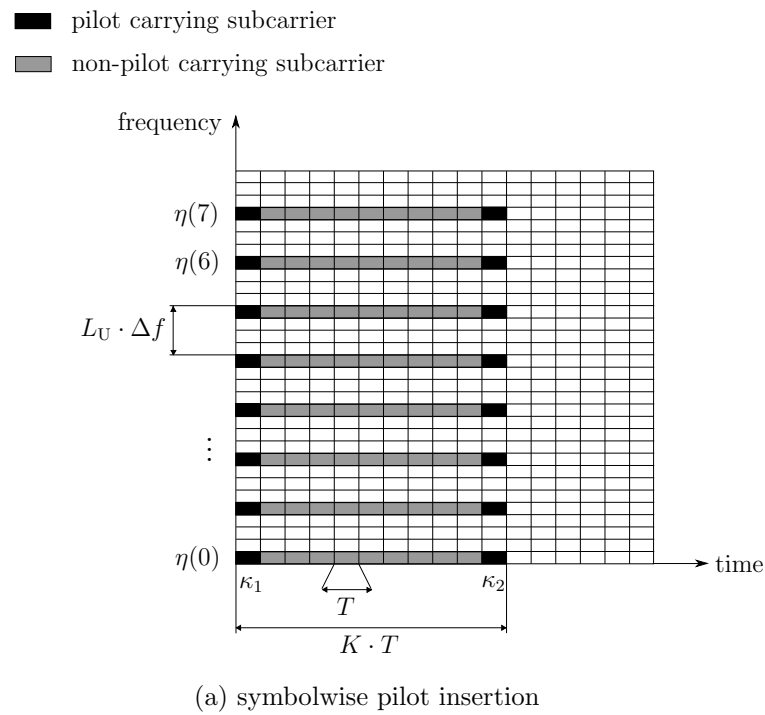 pilot carrying subcarrier
non-pilot carrying subcarrier
frequency
η(7)
η(6)
L_U · Δf
⋮
η(0)
time
κ₁
κ₂
T
K · T
(a) symbolwise pilot insertion